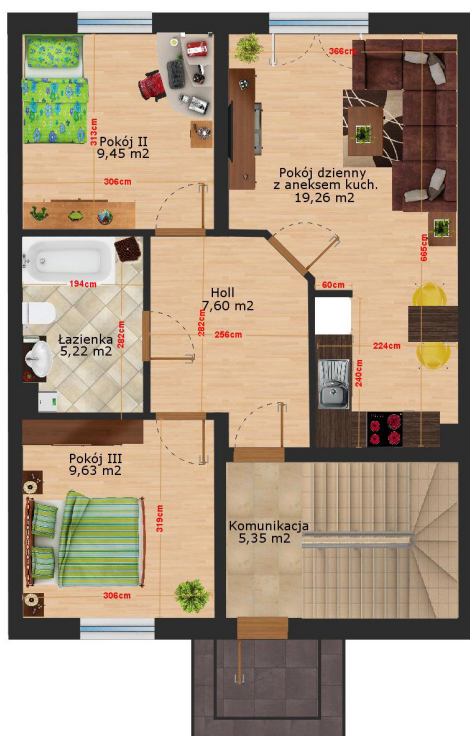 366cm
313cm
Pokój II
9,45 m2
306cm
Pokój dzienny
z aneksem kuch.
19,26 m2
665cm
194cm
Holl
7,60 m2
60cm
282cm
282cm
256cm
Łazienka
5,22 m2
224cm
240cm
Pokój III
9,63 m2
319cm
306cm
Komunikacja
5,35 m2